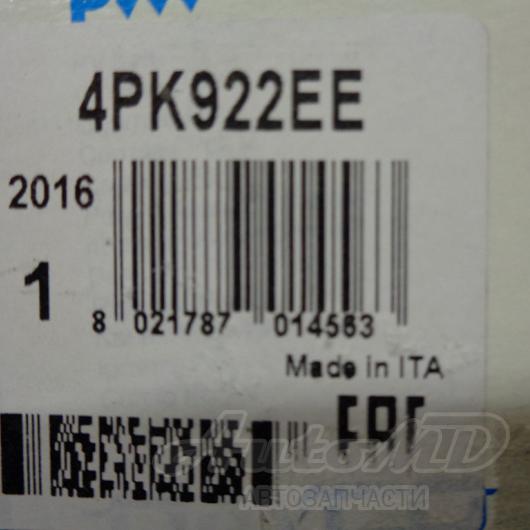 4PK922EE
2016
1
8 021787 014563
Made in ITA
EAC
AutoMD
АВТОЗАПЧАСТИ